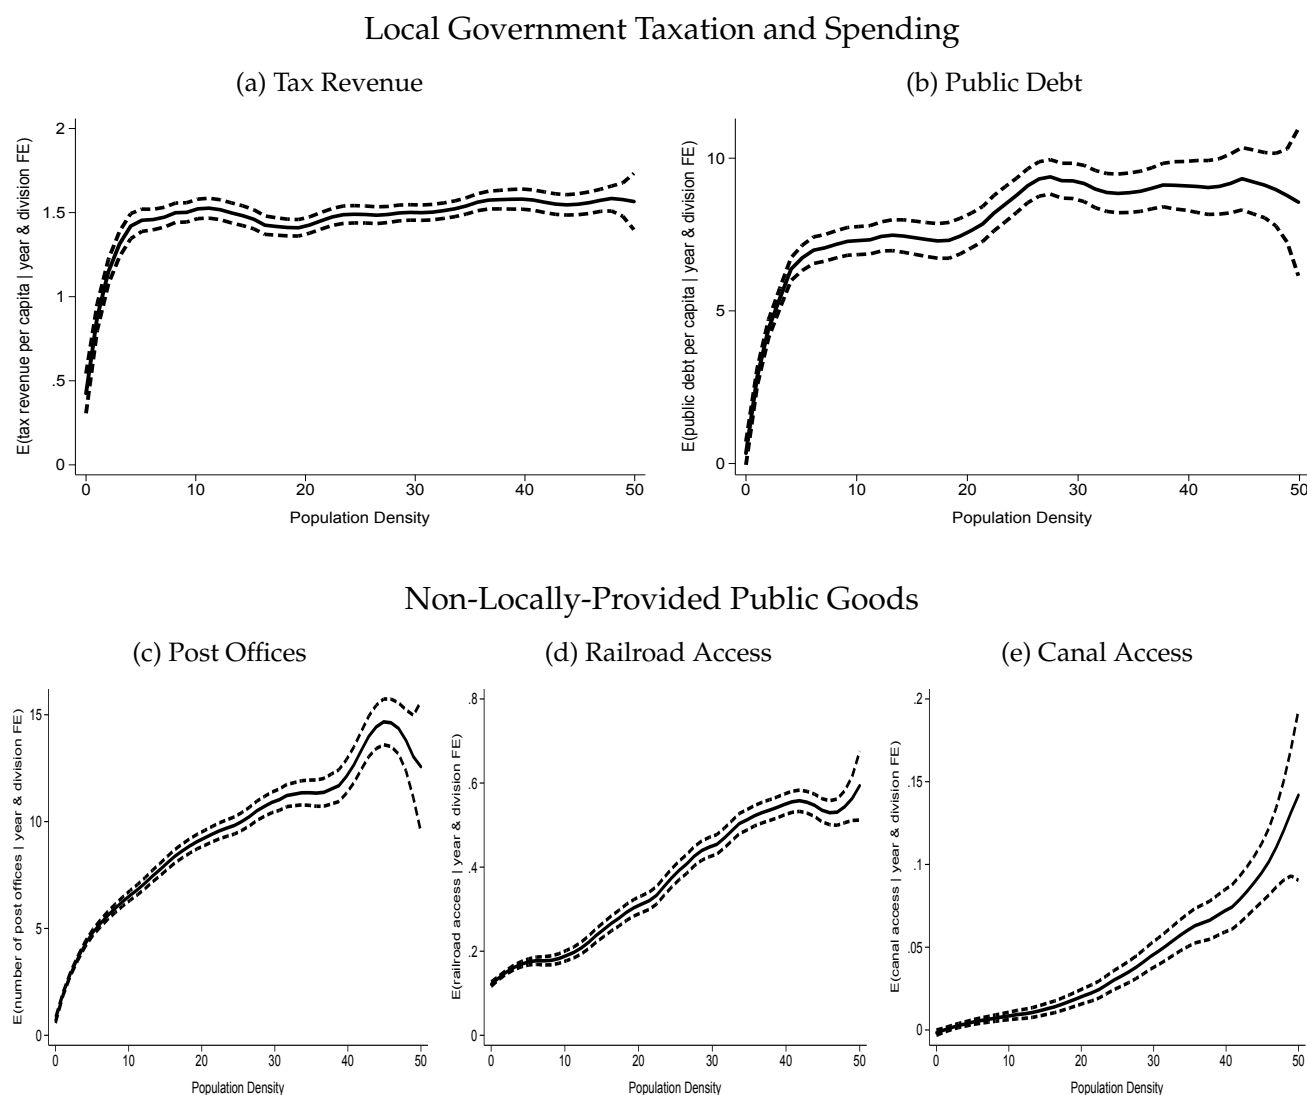 Local Government Taxation and Spending
(a) Tax Revenue
E(tax revenue per capita | year & division FE)
2
1.5
1
.5
0
0 10 20 30 40 50
Population Density
(b) Public Debt
E(public debt per capita | year & division FE)
10
5
0
0 10 20 30 40 50
Population Density
Non-Locally-Provided Public Goods
(c) Post Offices
E(number of post offices | year & division FE)
15
10
5
0
0 10 20 30 40 50
Population Density
(d) Railroad Access
E(railroad access | year & division FE)
.8
.6
.4
.2
0
0 10 20 30 40 50
Population Density
(e) Canal Access
E(canal access | year & division FE)
.2
.15
.1
.05
0
0 10 20 30 40 50
Population Density